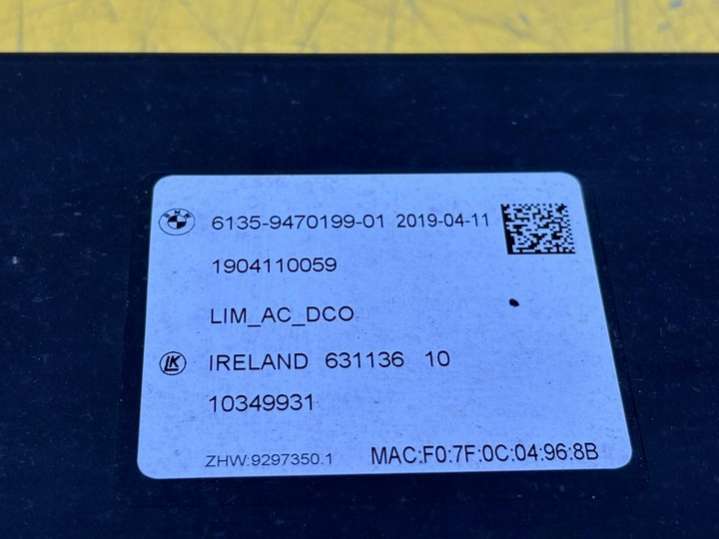 6135-9470199-01 2019-04-11
1904110059
LIM_AC_DCO
LK IRELAND 631136 10
10349931
ZHW:9297350.1 MAC:F0:7F:0C:04:96:8B